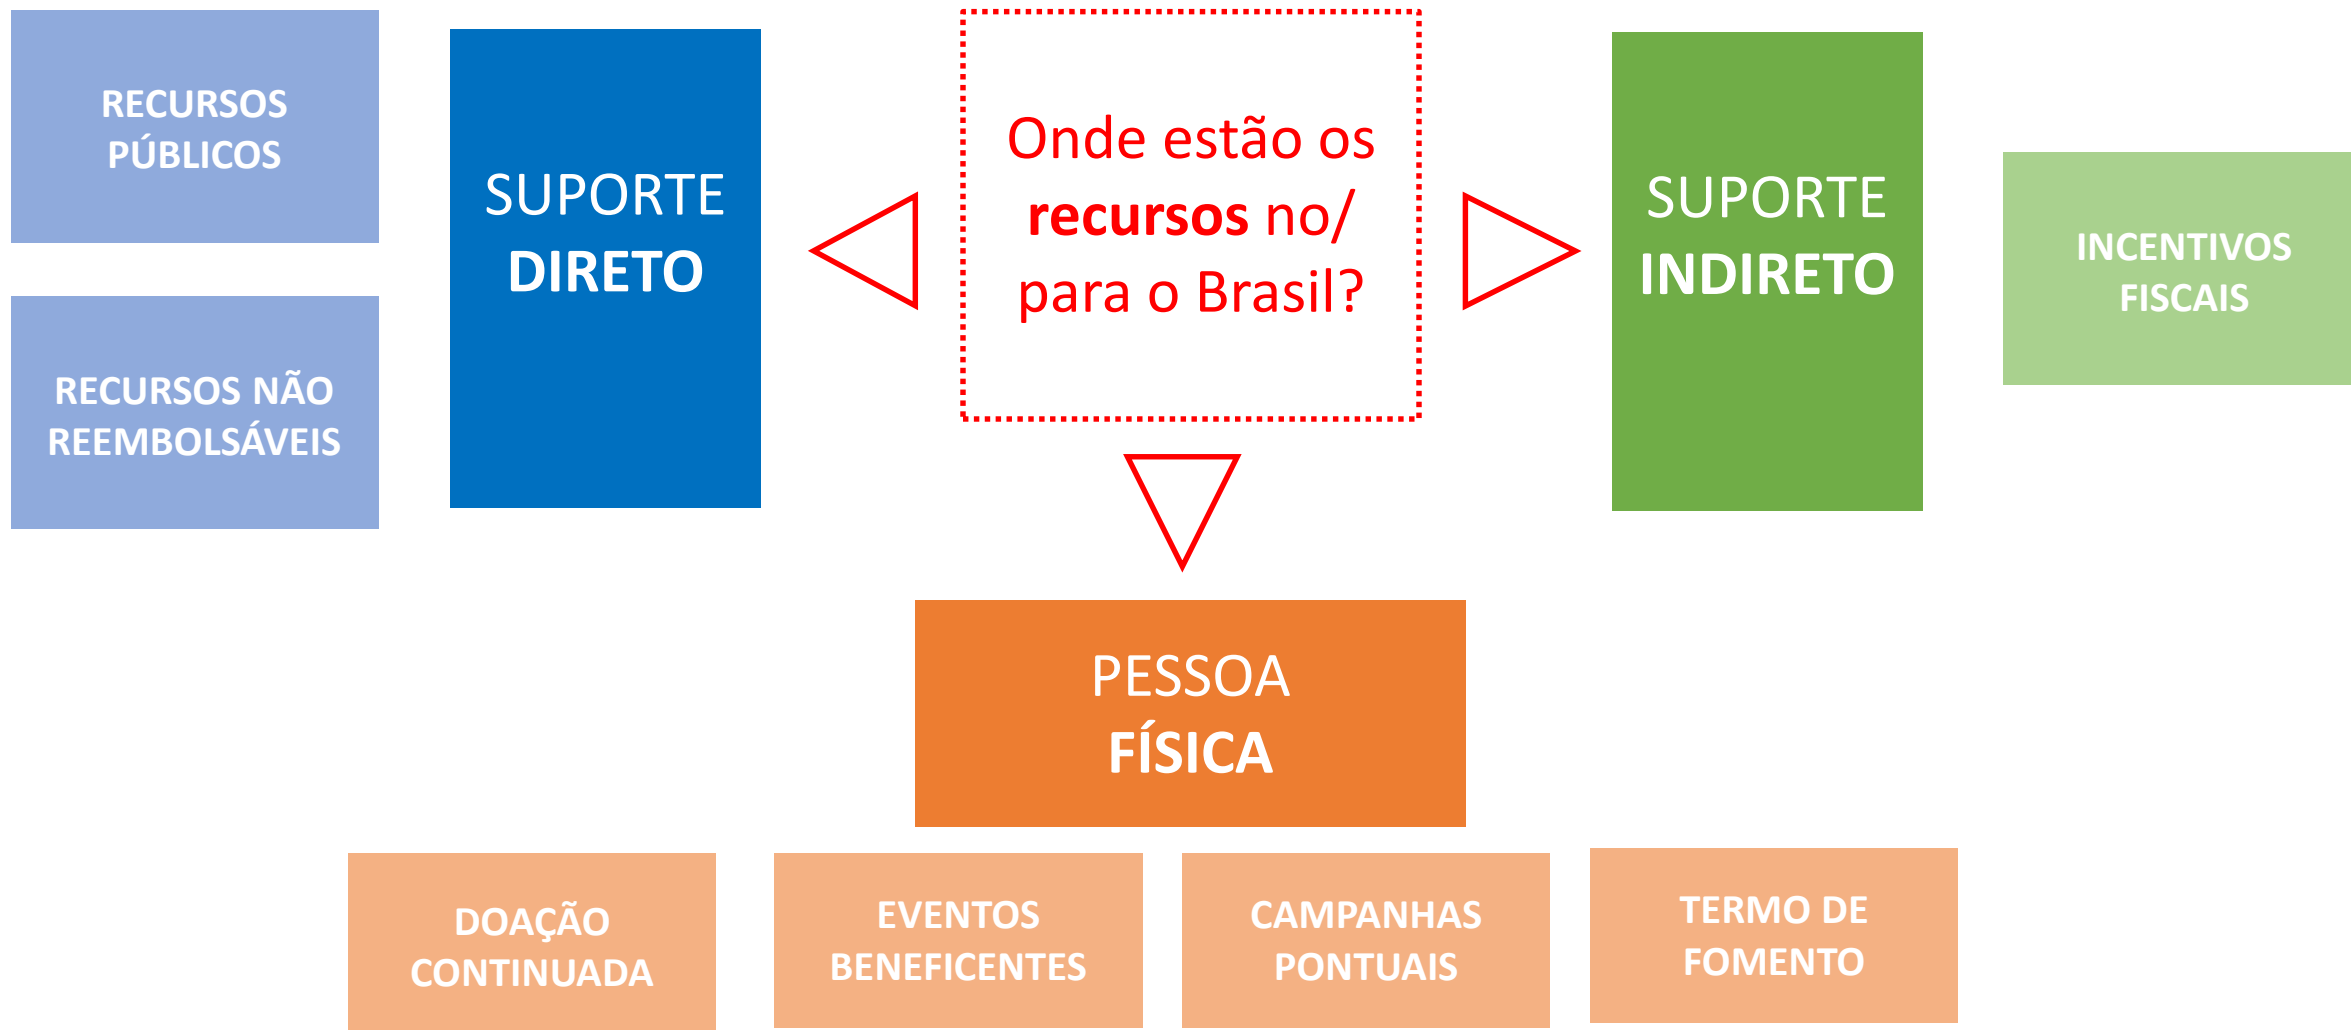 RECURSOS
PÚBLICOS
RECURSOS NÃO
REEMBOLSÁVEIS
SUPORTE
DIRETO
Onde estão os
recursos no/
para o Brasil?
SUPORTE
INDIRETO
INCENTIVOS
FISCAIS
PESSOA
FÍSICA
DOAÇÃO
CONTINUADA
EVENTOS
BENEFICENTES
CAMPANHAS
PONTUAIS
TERMO DE
FOMENTO